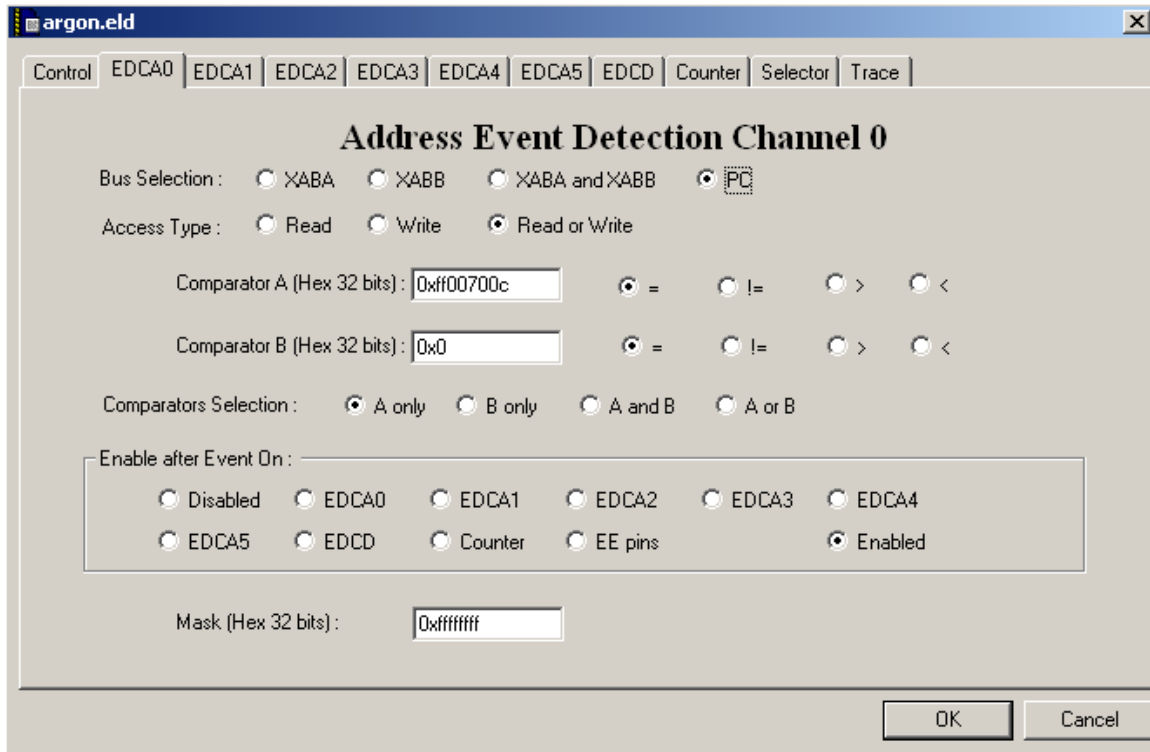 argon.eld
Control EDCA0 EDCA1 EDCA2 EDCA3 EDCA4 EDCA5 EDCD Counter Selector Trace
Address Event Detection Channel 0
Bus Selection : XABA XABB XABA and XABB PC
Access Type : Read Write Read or Write
Comparator A (Hex 32 bits) : 0xff00700c = != > <
Comparator B (Hex 32 bits) : 0x0 = != > <
Comparators Selection : A only B only A and B A or B
Enable after Event On :
Disabled EDCA0 EDCA1 EDCA2 EDCA3 EDCA4
EDCA5 EDCD Counter EE pins Enabled
Mask (Hex 32 bits) : 0xffffffff
OK Cancel